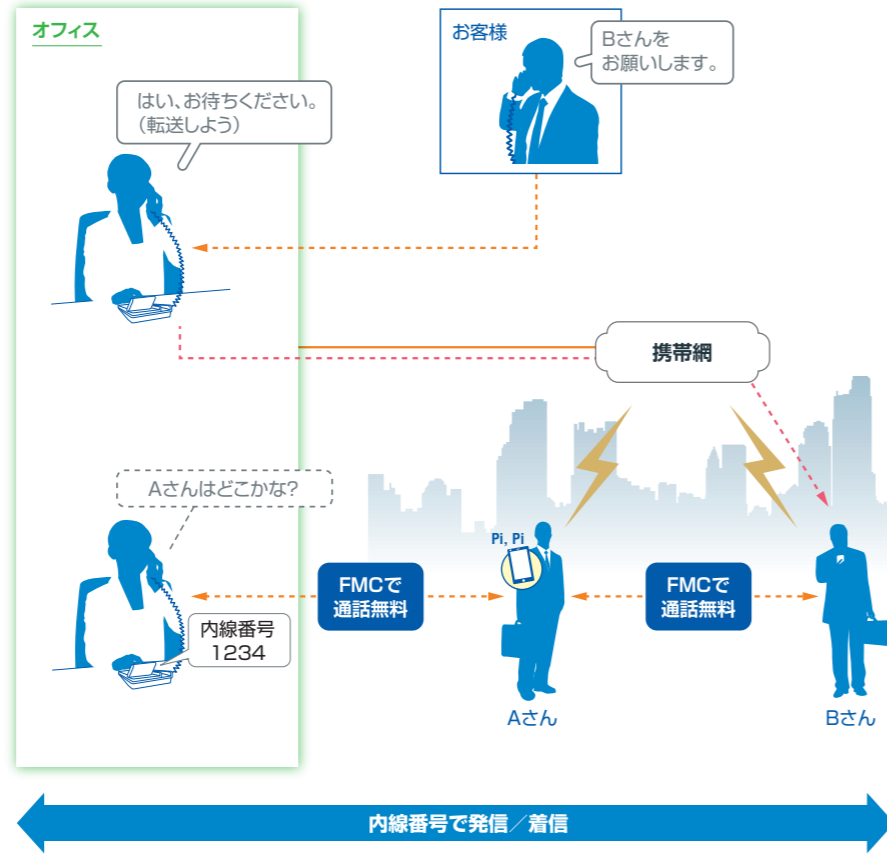 オフィス
お客様
Bさんを
お願いします。
はい、お待ちください。
(転送しよう)
携帯網
Aさんはどこかな?
Pi, Pi
FMCで
通話無料
FMCで
通話無料
内線番号
1234
Aさん
Bさん
内線番号で発信/着信